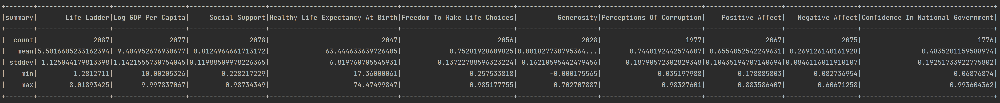 +-------+------------------+------------------+-------------------+--------------------------------+----------------------------+--------------------+-------------------------+-------------------+------------------+---------------------------------+
|summary|       Life Ladder|Log GDP Per Capita|     Social Support|Healthy Life Expectancy At Birth|Freedom To Make Life Choices|          Generosity|Perceptions Of Corruption|    Positive Affect|   Negative Affect|Confidence In National Government|
+-------+------------------+------------------+-------------------+--------------------------------+----------------------------+--------------------+-------------------------+-------------------+------------------+---------------------------------+
|  count|              2087|              2077|               2078|                            2047|                        2056|                2028|                     1977|               2067|              2075|                             1776|
|   mean|5.5016605233162394| 9.404952676930677| 0.8124964661713172|              63.444633639726405|            0.75281928609825|0.001827730795364...|       0.7440192442574607| 0.6554052542249631| 0.269126140161928|               0.4835201159588974|
| stddev| 1.125044179813398|1.1421555730754045|0.11988509978226365|               6.819760705545931|         0.13722788596323224| 0.16210595442479456|      0.18790572302829348|0.10435194707140694|0.0846116011910107|              0.19251733922775802|
|    min|         1.2812711|       10.00205326|        0.228217229|                     17.36000061|                 0.257533818|        -0.000175565|              0.035197988|        0.178885803|       0.082736954|                       0.06876874|
|    max|        8.01893425|       9.997837067|         0.98734349|                     74.47499847|                 0.985177755|         0.702707887|               0.98327601|        0.883586407|        0.60671258|                      0.993604362|
+-------+------------------+------------------+-------------------+--------------------------------+----------------------------+--------------------+-------------------------+-------------------+------------------+---------------------------------+